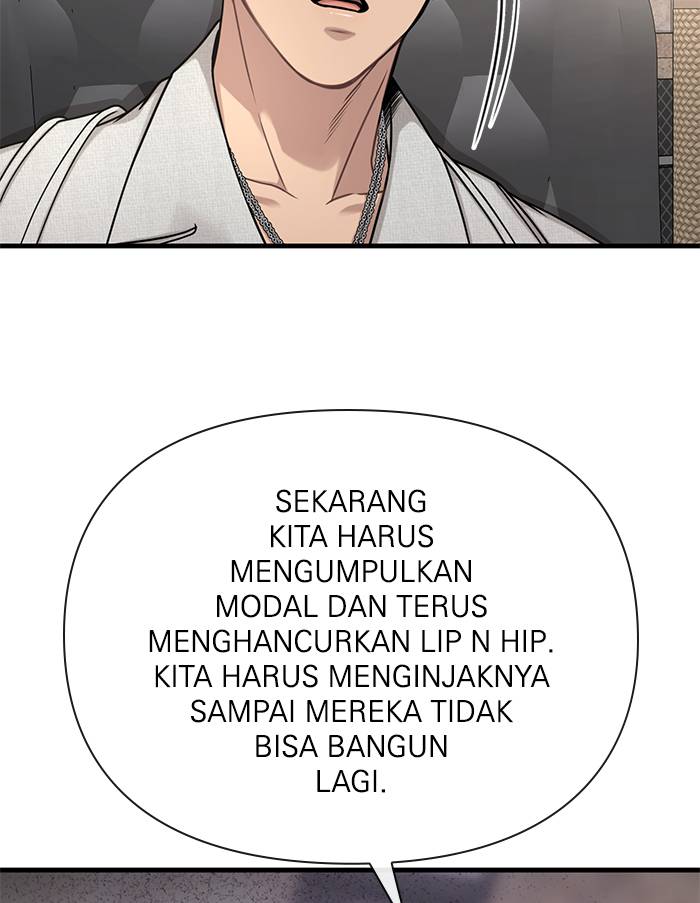 SEKARANG
KITA HARUS
MENGUMPULKAN
MODAL DAN TERUS
MENGHANCURKAN LIP N HIP.
KITA HARUS MENGINJAKNYA
SAMPAI MEREKA TIDAK
BISA BANGUN
LAGI.